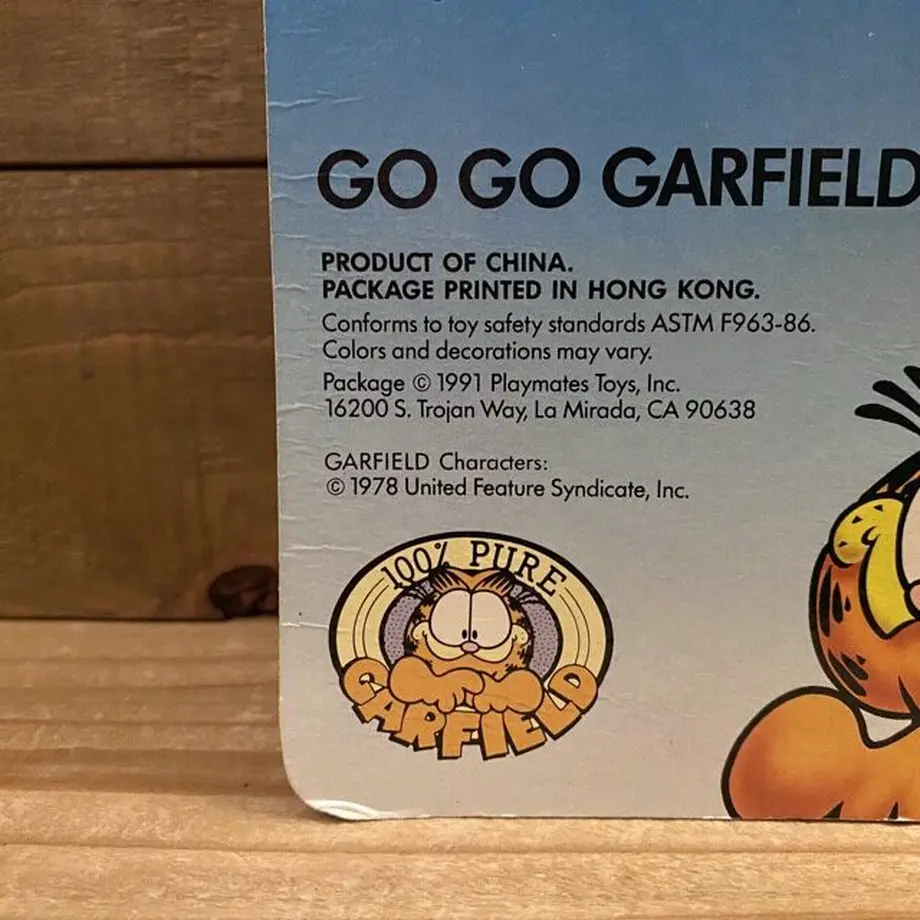 GO GO GARFIELD
PRODUCT OF CHINA.
PACKAGE PRINTED IN HONG KONG.
Conforms to toy safety standards ASTM F963-86.
Colors and decorations may vary.
Package © 1991 Playmates Toys, Inc.
16200 S. Trojan Way, La Mirada, CA 90638
GARFIELD Characters:
© 1978 United Feature Syndicate, Inc.
100% PURE
GARFIELD